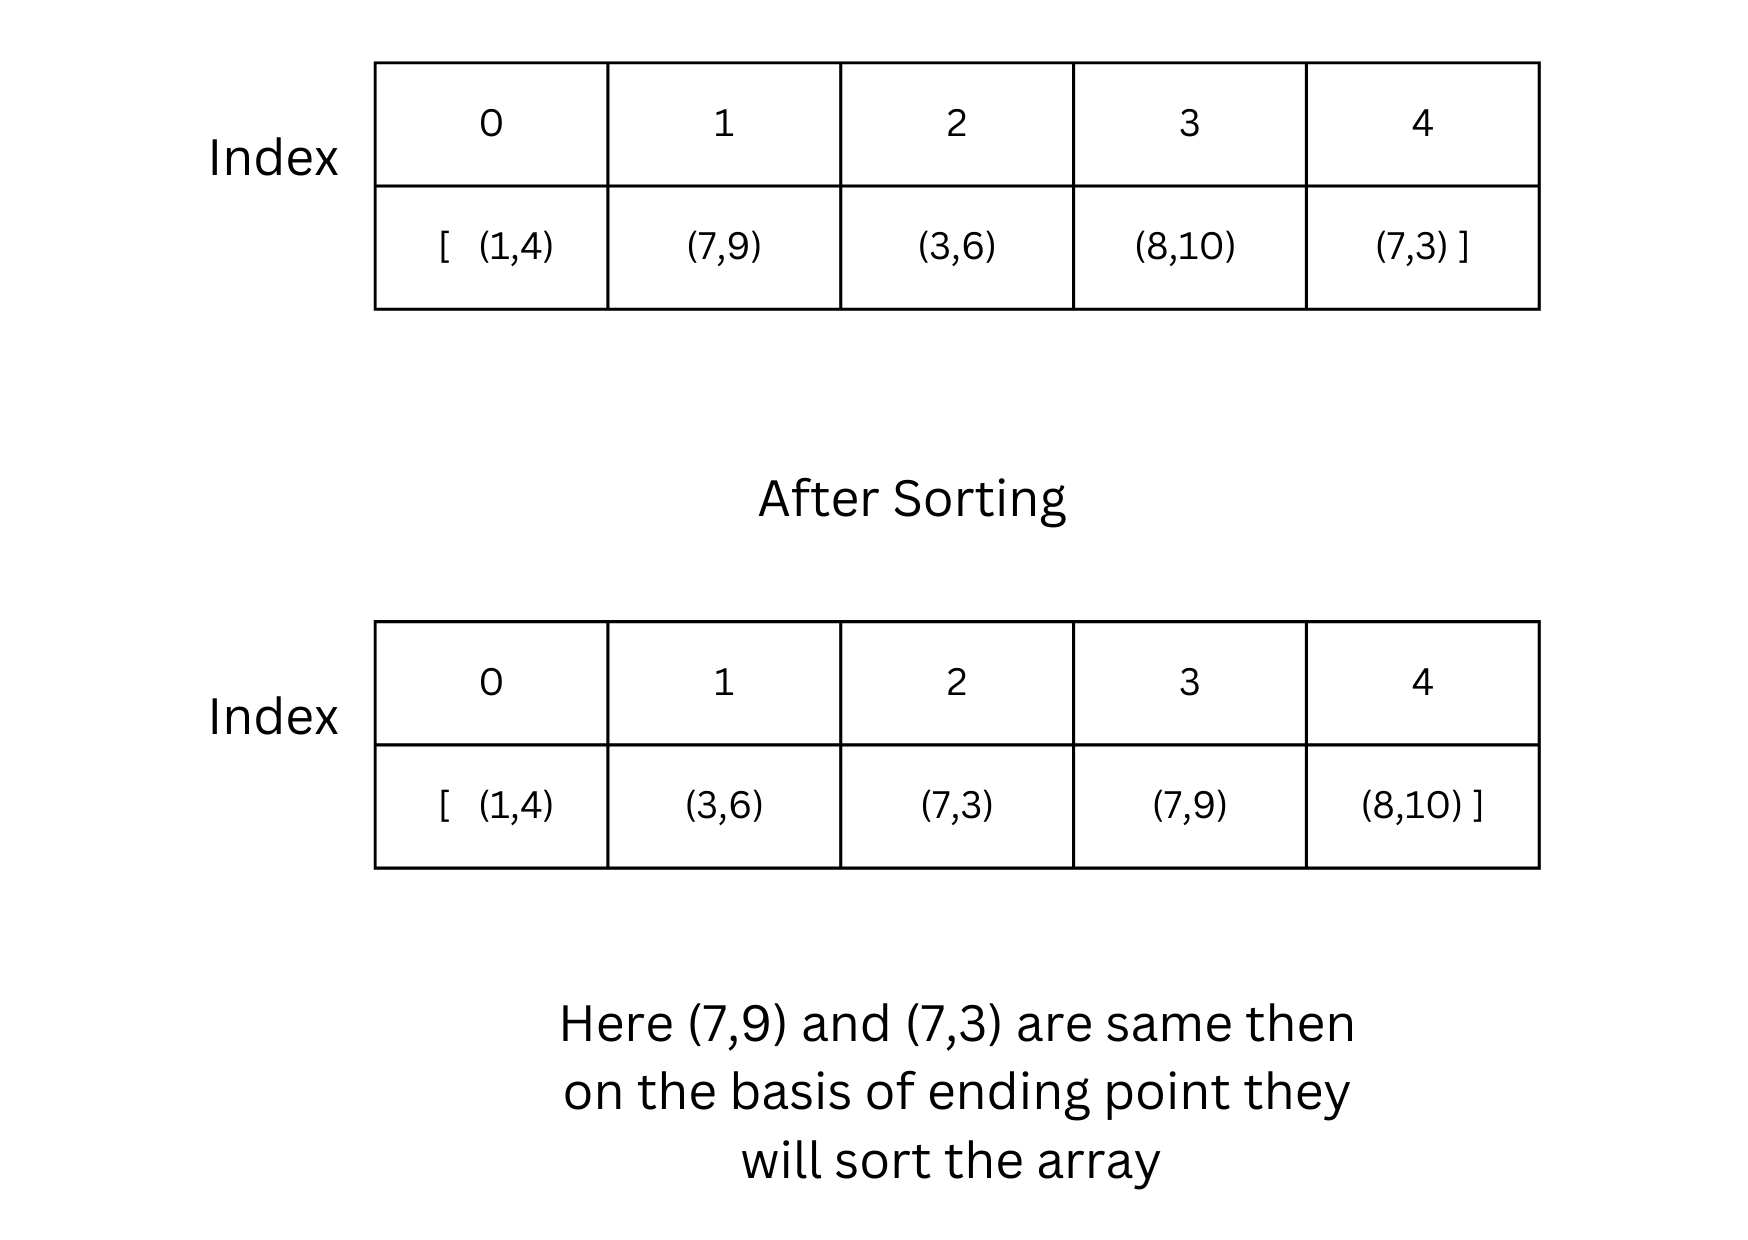 0 1 2 3 4
Index
[ (1,4) (7,9) (3,6) (8,10) (7,3) ]
After Sorting
0 1 2 3 4
Index
[ (1,4) (3,6) (7,3) (7,9) (8,10) ]
Here (7,9) and (7,3) are same then
on the basis of ending point they
will sort the array